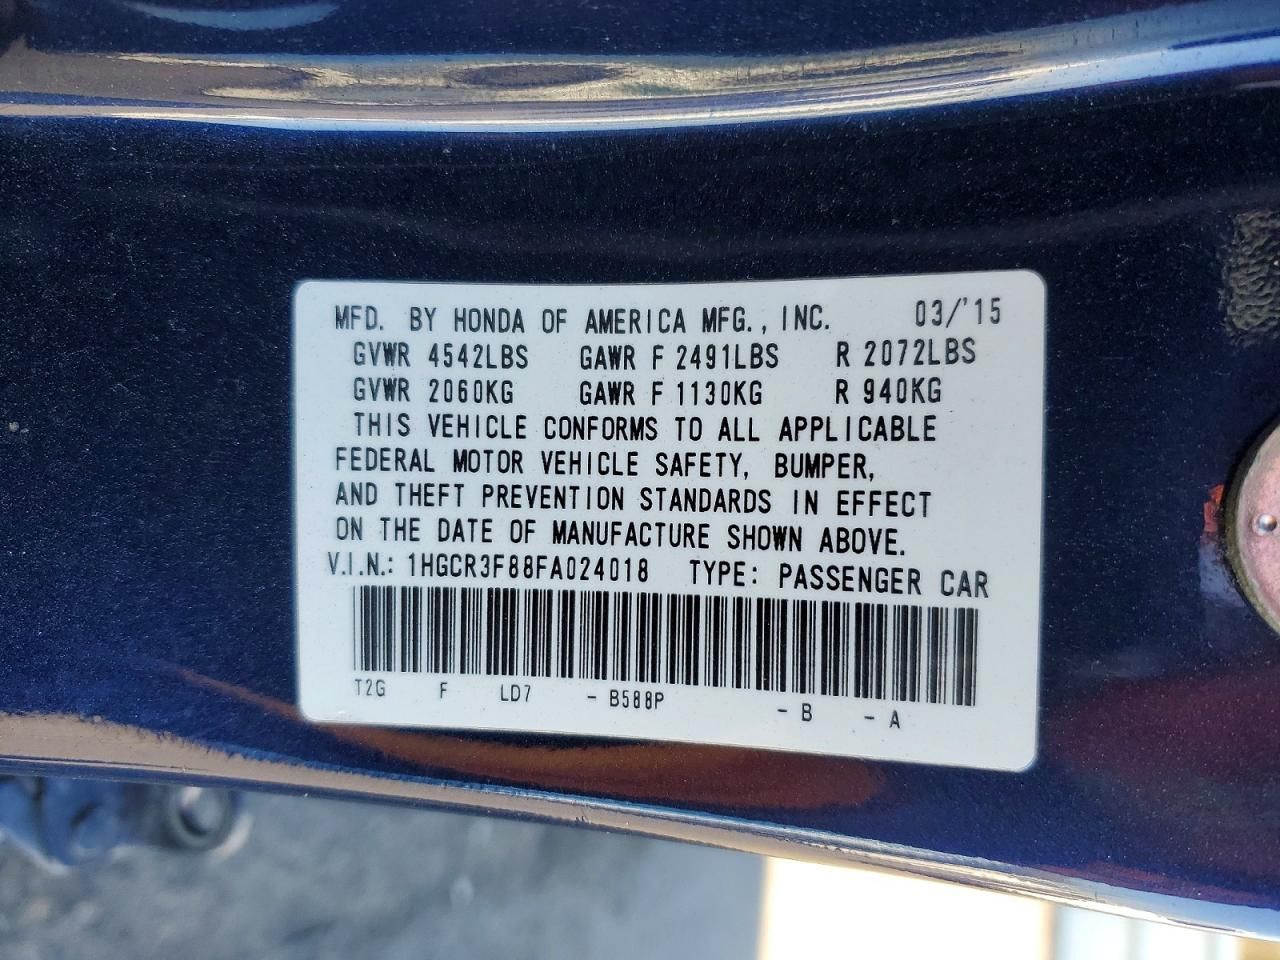 MFD. BY HONDA OF AMERICA MFG., INC. 03/'15
GVWR 4542LBS GAWR F 2491LBS R 2072LBS
GVWR 2060KG GAWR F 1130KG R 940KG
THIS VEHICLE CONFORMS TO ALL APPLICABLE
FEDERAL MOTOR VEHICLE SAFETY, BUMPER,
AND THEFT PREVENTION STANDARDS IN EFFECT
ON THE DATE OF MANUFACTURE SHOWN ABOVE.
V.I.N.: 1HGCR3F88FA024018 TYPE: PASSENGER CAR
T2G F LD7 - B588P - B - A